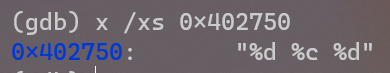 (gdb) x /xs 0x402750
0x402750:       "%d %c %d"